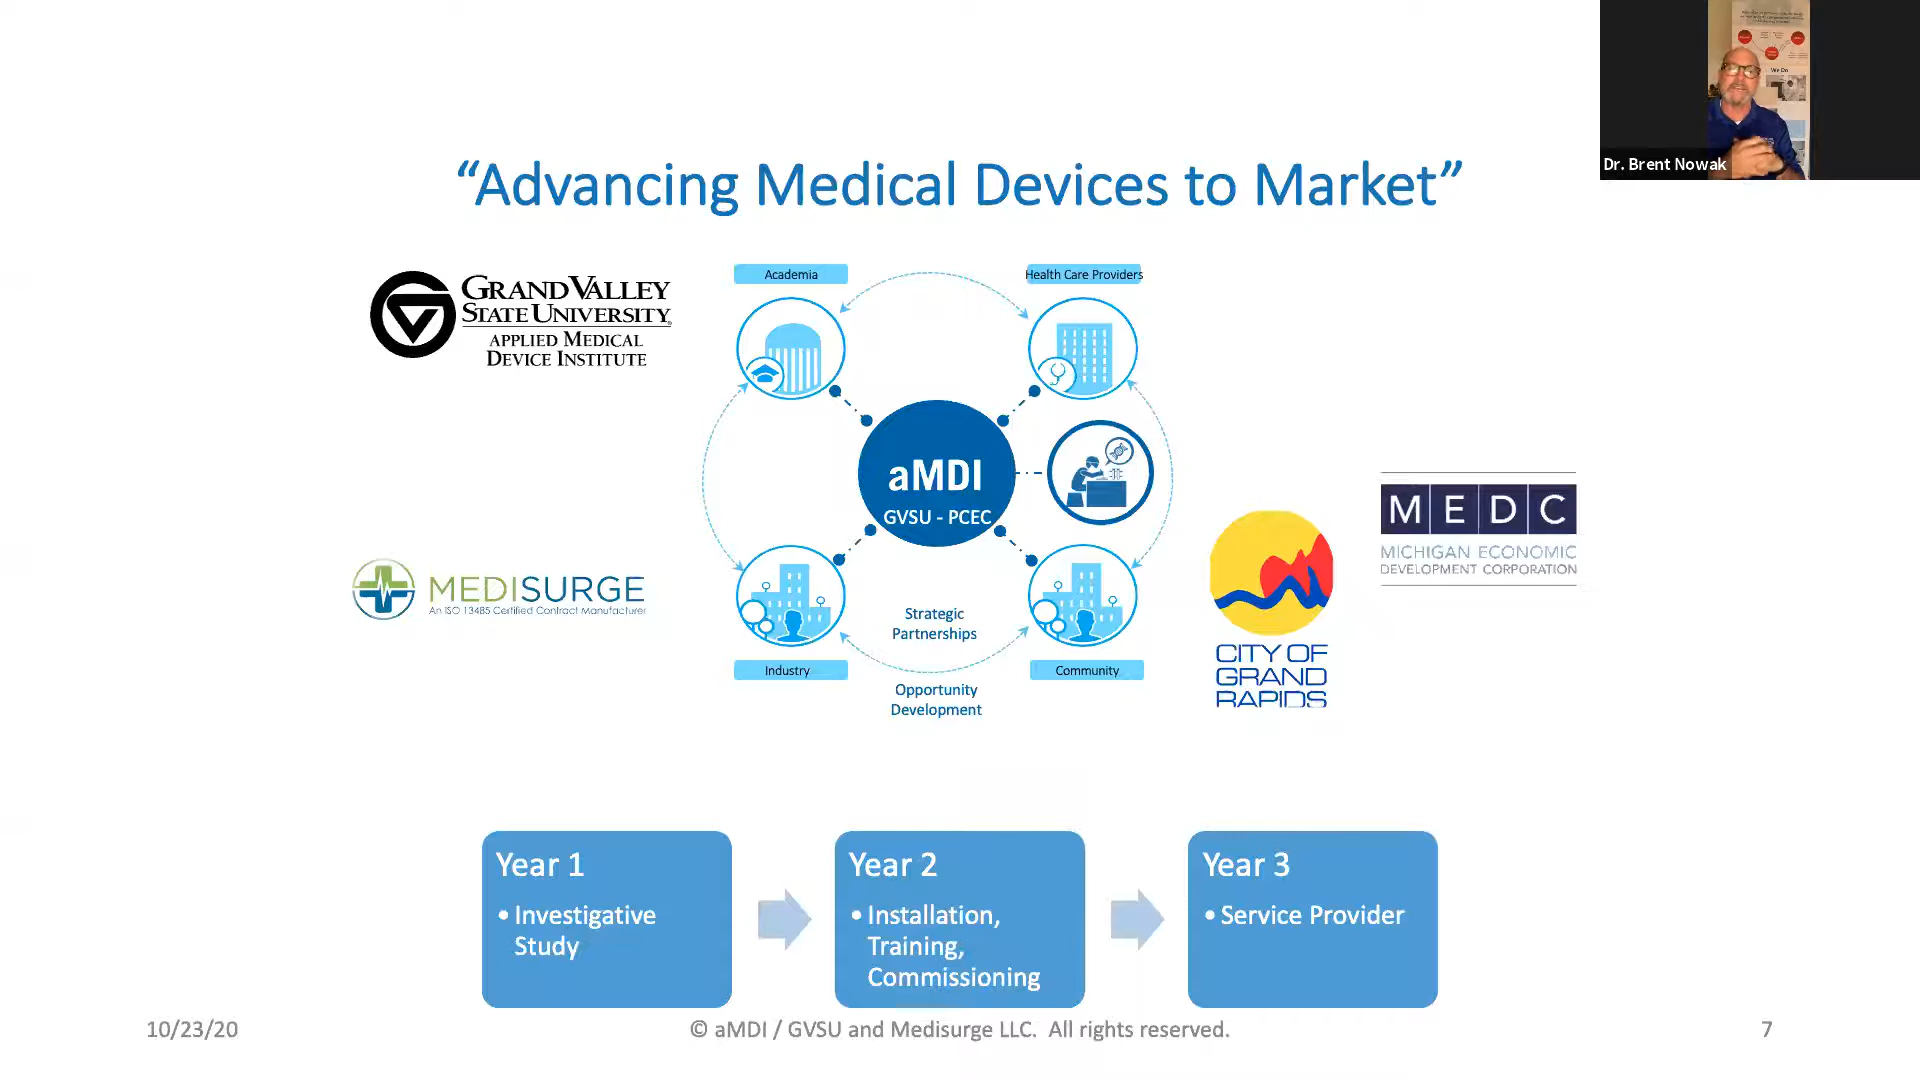 Dr. Brent Nowak
We Do
“Advancing Medical Devices to Market”
GRAND VALLEY
STATE UNIVERSITY
APPLIED MEDICAL
DEVICE INSTITUTE
Academia
Health Care Providers
aMDI
GVSU - PCEC
MEDISURGE
An ISO 13485 Certified Contract Manufacturer
Strategic
Partnerships
Industry
Community
Opportunity
Development
CITY OF
GRAND
RAPIDS
MEDC
MICHIGAN ECONOMIC
DEVELOPMENT CORPORATION
Year 1
• Investigative
Study
Year 2
• Installation,
Training,
Commissioning
Year 3
• Service Provider
10/23/20
© aMDI / GVSU and Medisurge LLC. All rights reserved.
7